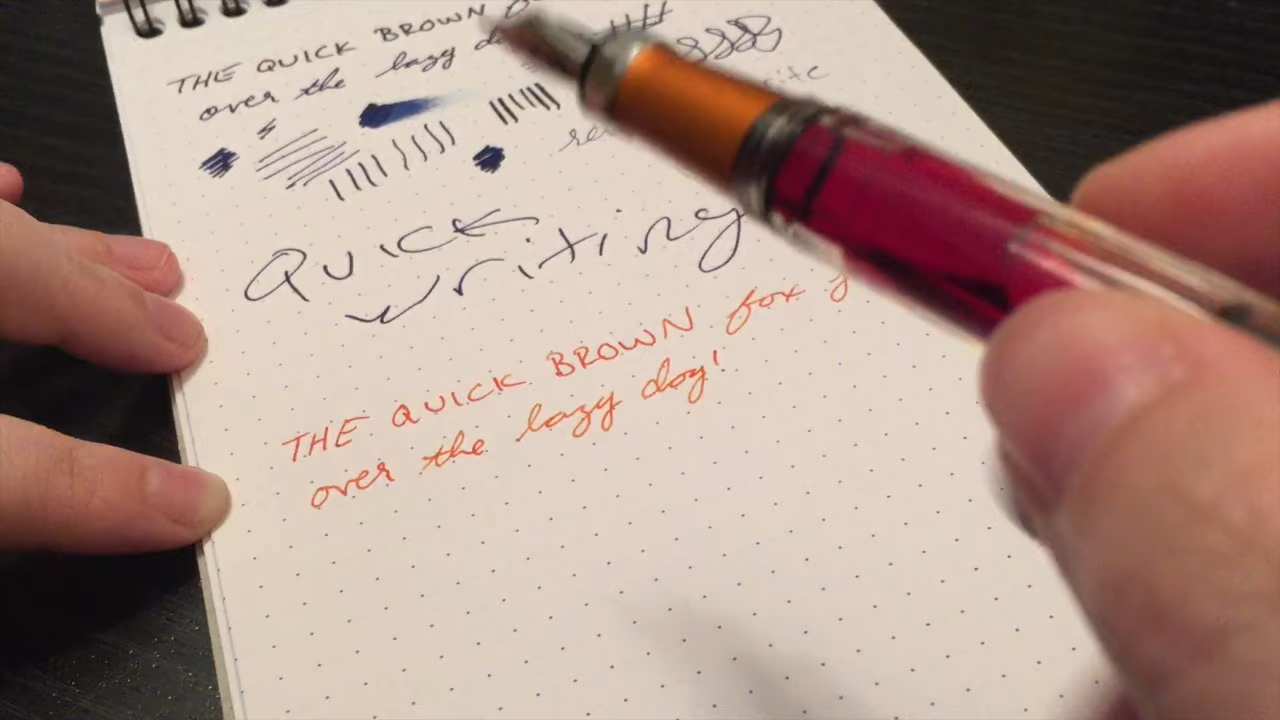 THE QUICK BROWN
over the lazy
Quick
writing
THE QUICK BROWN fox
over the lazy dog!